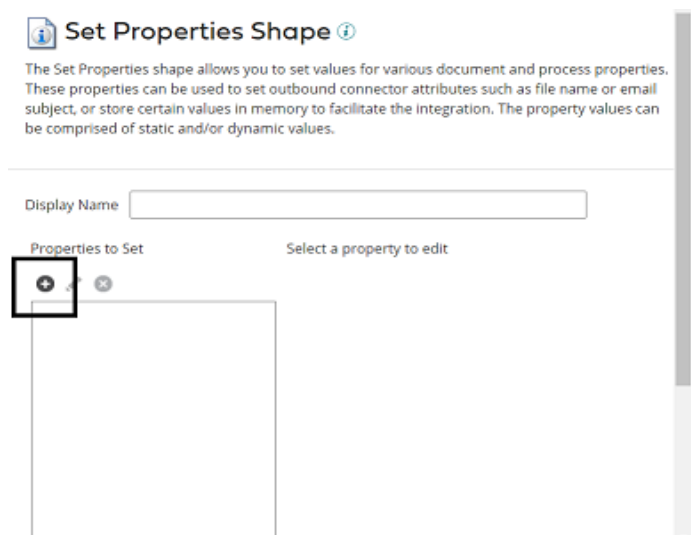 Set Properties Shape
The Set Properties shape allows you to set values for various document and process properties.
These properties can be used to set outbound connector attributes such as file name or email
subject, or store certain values in memory to facilitate the integration. The property values can
be comprised of static and/or dynamic values.
Display Name
Properties to Set Select a property to edit